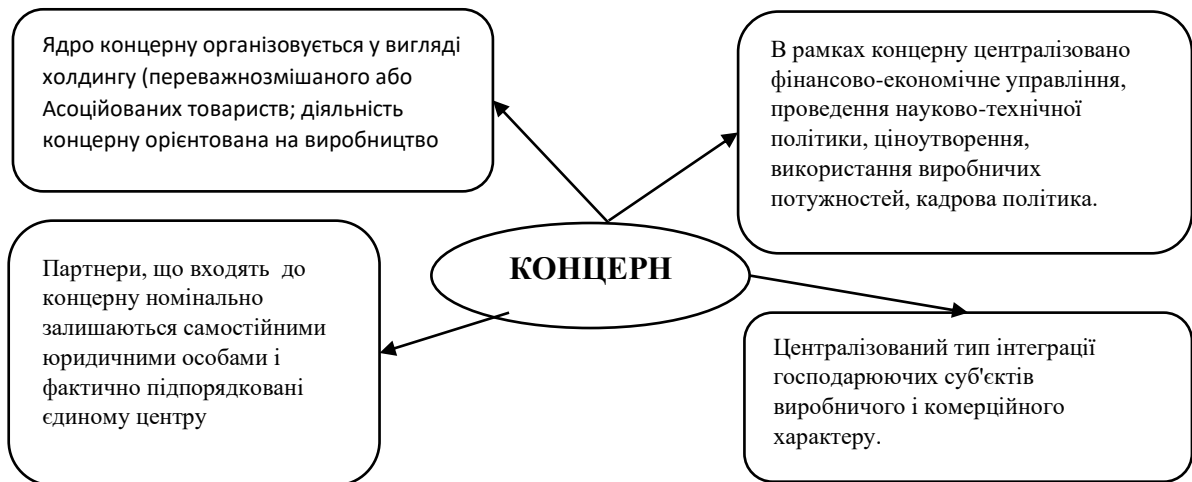 Ядро концерну організовується у вигляді
холдингу (переважнозмішаного або
Асоційованих товариств; діяльність
концерну орієнтована на виробництво
В рамках концерну централізовано
фінансово-економічне управління,
проведення науково-технічної
політики, ціноутворення,
використання виробничих
потужностей, кадрова політика.
КОНЦЕРН
Партнери, що входять до
концерну номінально
залишаються самостійними
юридичними особами і
фактично підпорядковані
єдиному центру
Централізований тип інтеграції
господарюючих суб'єктів
виробничого і комерційного
характеру.